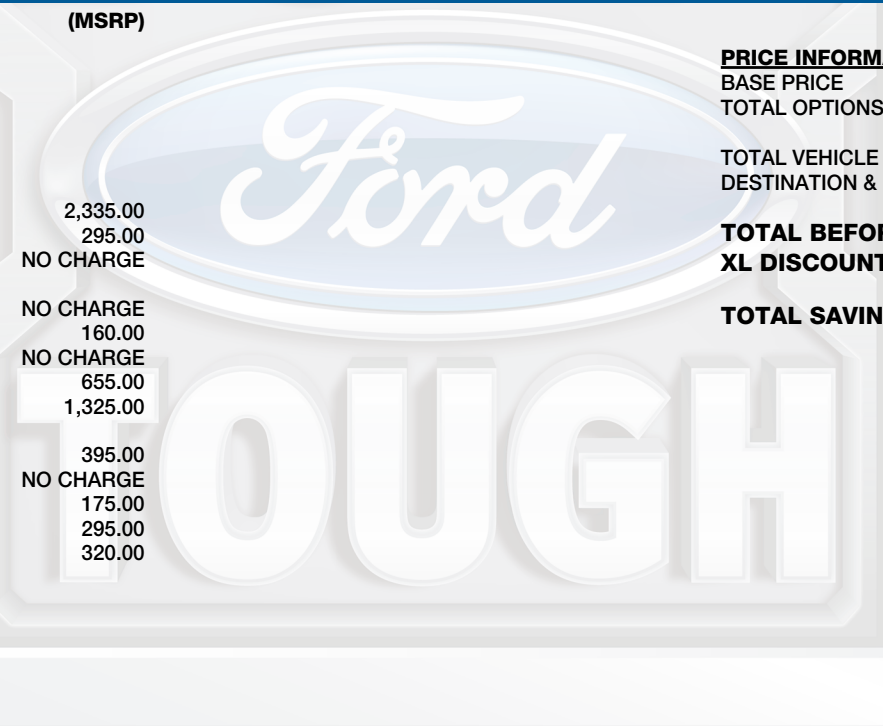 (MSRP)
2,335.00
295.00
NO CHARGE
NO CHARGE
160.00
NO CHARGE
655.00
1,325.00
395.00
NO CHARGE
175.00
295.00
320.00
PRICE INFORMA
BASE PRICE
TOTAL OPTIONS
TOTAL VEHICLE
DESTINATION &
TOTAL BEFOR
XL DISCOUNT
TOTAL SAVIN
Ford
TOUGH